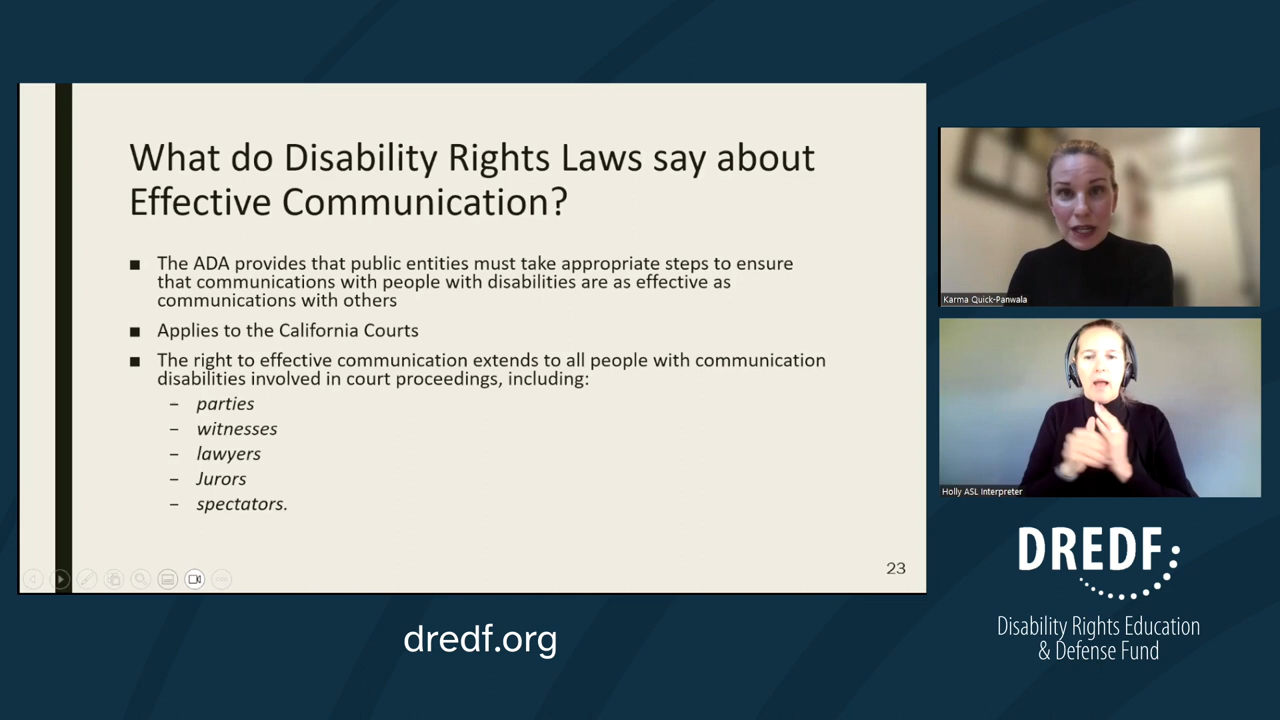 What do Disability Rights Laws say about
Effective Communication?
■ The ADA provides that public entities must take appropriate steps to ensure
that communications with people with disabilities are as effective as
communications with others
■ Applies to the California Courts
■ The right to effective communication extends to all people with communication
disabilities involved in court proceedings, including:
– parties
– witnesses
– lawyers
– Jurors
– spectators.
23
Karma Quick-Panwala
Holly ASL Interpreter
DREDF
Disability Rights Education
& Defense Fund
dredf.org